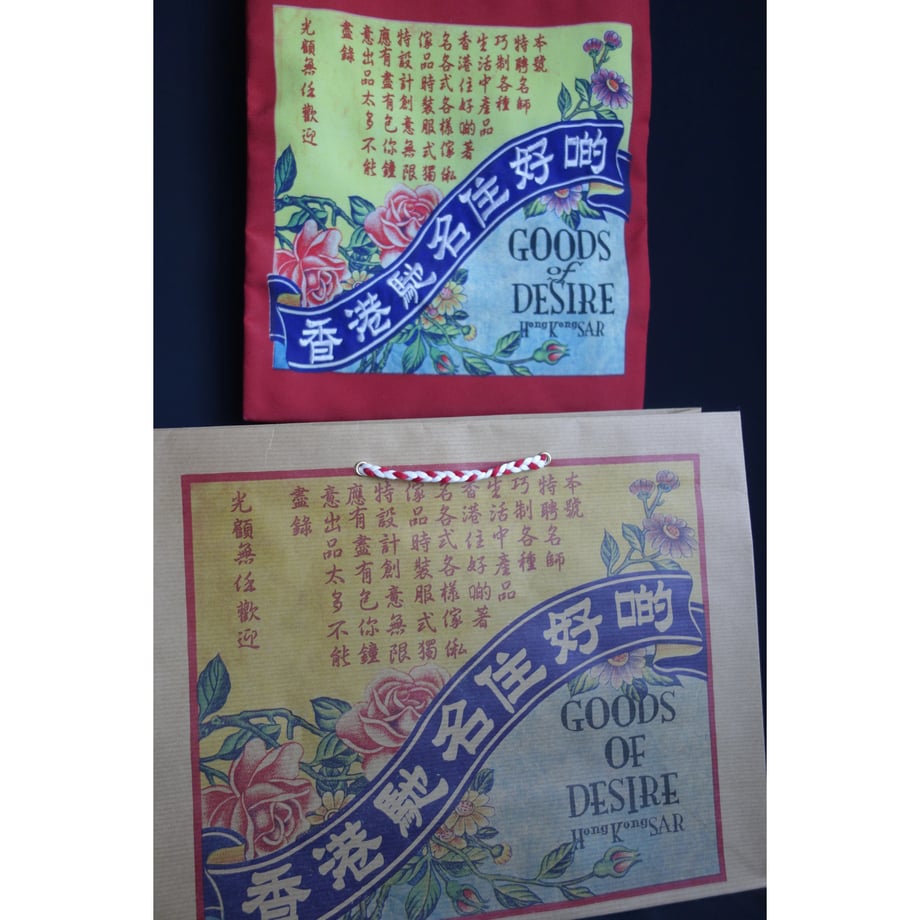 本號
特聘名師
巧制各種
生活中產品
香港住好啲著
名各式各樣傢俬
傢品時裝服式獨
特設計創意無限
應有盡有包你鐘
意出品太多不能
盡錄
光顧無任歡迎
香港馳名住好啲
GOODS
of
DESIRE
Hong Kong SAR
本號
特聘名師
巧制各種
生活中產品
香港住好啲著
名各式各樣傢俬
傢品時裝服式獨
特設計創意無限
應有盡有包你鐘
意出品太多不能
盡錄
光顧無任歡迎
香港馳名住好啲
GOODS
OF
DESIRE
Hong Kong SAR